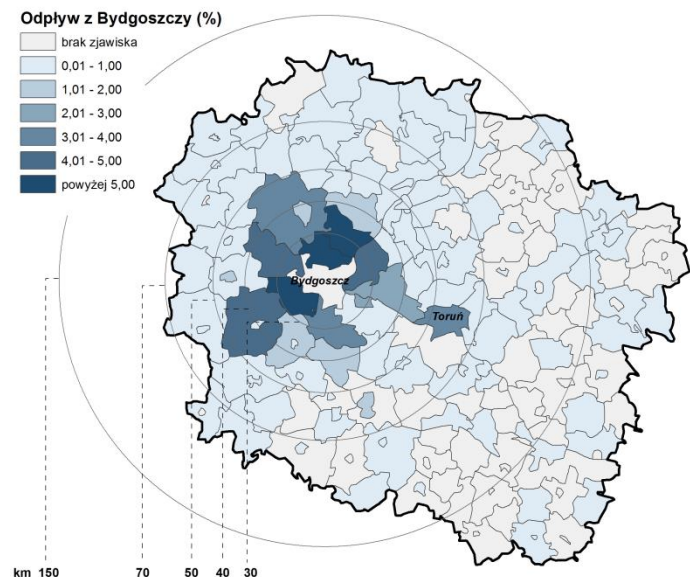 Odpływ z Bydgoszczy (%)
brak zjawiska
0,01 - 1,00
1,01 - 2,00
2,01 - 3,00
3,01 - 4,00
4,01 - 5,00
powyżej 5,00
Bydgoszcz
Toruń
km 150 70 50 40 30